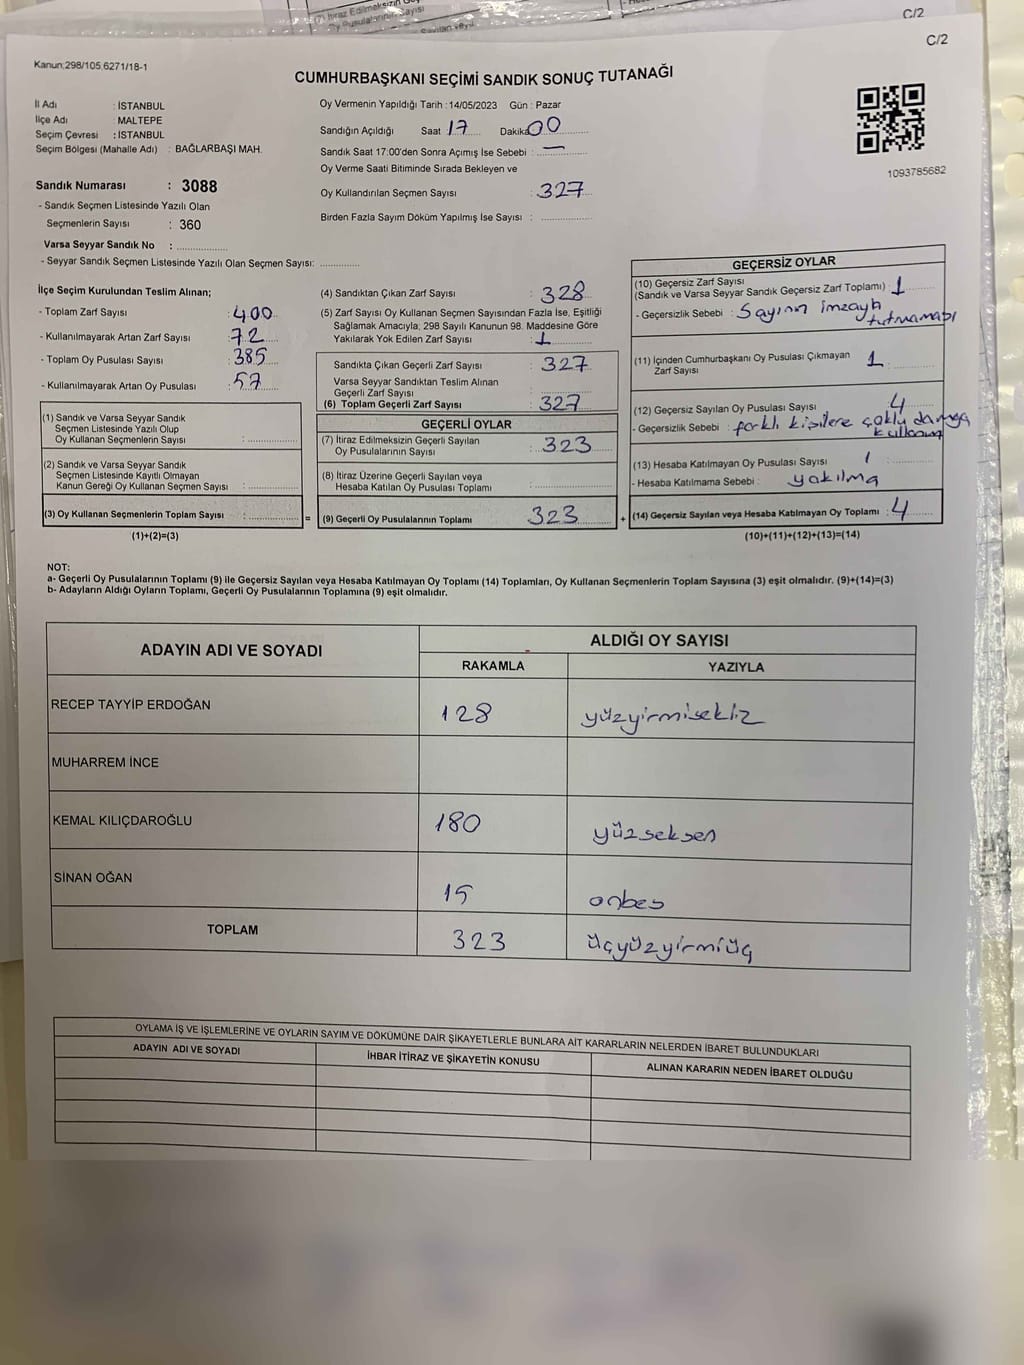 C/2
(7) İtiraz Edilmeksizin
Oy Pusulalarının Sayısı
C/2
Kanun:298/105.6271/18-1
CUMHURBAŞKANI SEÇİMİ SANDIK SONUÇ TUTANAĞI
İl Adı : İSTANBUL
İlçe Adı : MALTEPE
Seçim Çevresi : İSTANBUL
Seçim Bölgesi (Mahalle Adı) : BAĞLARBAŞI MAH.
Sandık Numarası : 3088
- Sandık Seçmen Listesinde Yazılı Olan
Seçmenlerin Sayısı : 360
Varsa Seyyar Sandık No : ..................
- Seyyar Sandık Seçmen Listesinde Yazılı Olan Seçmen Sayısı: ..............
Oy Vermenin Yapıldığı Tarih : 14/05/2023 Gün : Pazar
Sandığın Açıldığı Saat 17 Dakika 00
Sandık Saat 17:00'den Sonra Açımış İse Sebebi : —
Oy Verme Saati Bitiminde Sırada Bekleyen ve
Oy Kullandırılan Seçmen Sayısı : 327
Birden Fazla Sayım Döküm Yapılmış İse Sayısı : ..................
1093785682
İlçe Seçim Kurulundan Teslim Alınan;
- Toplam Zarf Sayısı : 400
- Kullanılmayarak Artan Zarf Sayısı : 72
- Toplam Oy Pusulası Sayısı : 385
- Kullanılmayarak Artan Oy Pusulası : 57
(1) Sandık ve Varsa Seyyar Sandık
Seçmen Listesinde Yazılı Olup
Oy Kullanan Seçmenlerin Sayısı : ..................
(2) Sandık ve Varsa Seyyar Sandık
Seçmen Listesinde Kayıtlı Olmayan
Kanun Gereği Oy Kullanan Seçmen Sayısı : ..................
(3) Oy Kullanan Seçmenlerin Toplam Sayısı : .................. =
(1)+(2)=(3)
(4) Sandıktan Çıkan Zarf Sayısı : 328
(5) Zarf Sayısı Oy Kullanan Seçmen Sayısından Fazla İse, Eşitliği
Sağlamak Amacıyla, 298 Sayılı Kanunun 98. Maddesine Göre
Yakılarak Yok Edilen Zarf Sayısı : 1
Sandıkta Çıkan Geçerli Zarf Sayısı : 327
Varsa Seyyar Sandıktan Teslim Alınan
Geçerli Zarf Sayısı : ..................
(6) Toplam Geçerli Zarf Sayısı : 327
GEÇERLİ OYLAR
(7) İtiraz Edilmeksizin Geçerli Sayılan
Oy Pusulalarının Sayısı : 323
(8) İtiraz Üzerine Geçerli Sayılan veya
Hesaba Katılan Oy Pusulası Toplamı : ..................
(9) Geçerli Oy Pusulalarının Toplamı 323 +
GEÇERSİZ OYLAR
(10) Geçersiz Zarf Sayısı
(Sandık ve Varsa Seyyar Sandık Geçersiz Zarf Toplamı) : 1
- Geçersizlik Sebebi : Sayının imzayla
tutmaması
(11) İçinden Cumhurbaşkanı Oy Pusulası Çıkmayan
Zarf Sayısı : 1
(12) Geçersiz Sayılan Oy Pusulası Sayısı : 4
- Geçersizlik Sebebi : farklı kişilere çoklu damga
kullanım
(13) Hesaba Katılmayan Oy Pusulası Sayısı : 1
- Hesaba Katılmama Sebebi : yakılma
(14) Geçersiz Sayılan veya Hesaba Katılmayan Oy Toplamı : 4
(10)+(11)+(12)+(13)=(14)
NOT:
a- Geçerli Oy Pusulalarının Toplamı (9) ile Geçersiz Sayılan veya Hesaba Katılmayan Oy Toplamı (14) Toplamları, Oy Kullanan Seçmenlerin Toplam Sayısına (3) eşit olmalıdır. (9)+(14)=(3)
b- Adayların Aldığı Oyların Toplamı, Geçerli Oy Pusulalarının Toplamına (9) eşit olmalıdır.
ADAYIN ADI VE SOYADI ALDIĞI OY SAYISI
RAKAMLA YAZIYLA
RECEP TAYYİP ERDOĞAN 128 yüzyirmisekiz
MUHARREM İNCE
KEMAL KILIÇDAROĞLU 180 yüzseksen
SİNAN OĞAN 15 onbes
TOPLAM 323 üçyüzyirmiüç
OYLAMA İŞ VE İŞLEMLERİNE VE OYLARIN SAYIM VE DÖKÜMÜNE DAİR ŞİKAYETLERLE BUNLARA AİT KARARLARIN NELERDEN İBARET BULUNDUKLARI
ADAYIN ADI VE SOYADI İHBAR İTİRAZ VE ŞİKAYETİN KONUSU ALINAN KARARIN NEDEN İBARET OLDUĞU